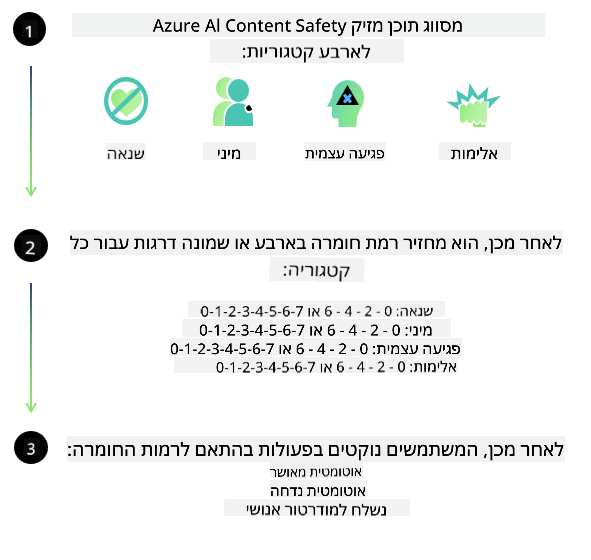 1
Azure AI Content Safety מסווג תוכן מזיק
לארבע קטגוריות:
שנאה
מיני
פגיעה עצמית
אלימות
2
לאחר מכן, הוא מחזיר רמת חומרה בארבע או שמונה דרגות עבור כל
קטגוריה:
שנאה: 0 - 2 - 4 - 6 או 0-1-2-3-4-5-6-7
מיני: 0 - 2 - 4 - 6 או 0-1-2-3-4-5-6-7
פגיעה עצמית: 0 - 2 - 4 - 6 או 0-1-2-3-4-5-6-7
אלימות: 0 - 2 - 4 - 6 או 0-1-2-3-4-5-6-7
3
לאחר מכן, המשתמשים נוקטים בפעולות בהתאם לרמות החומרה:
אוטומטית מאושר
אוטומטית נדחה
נשלח למודרטור אנושי